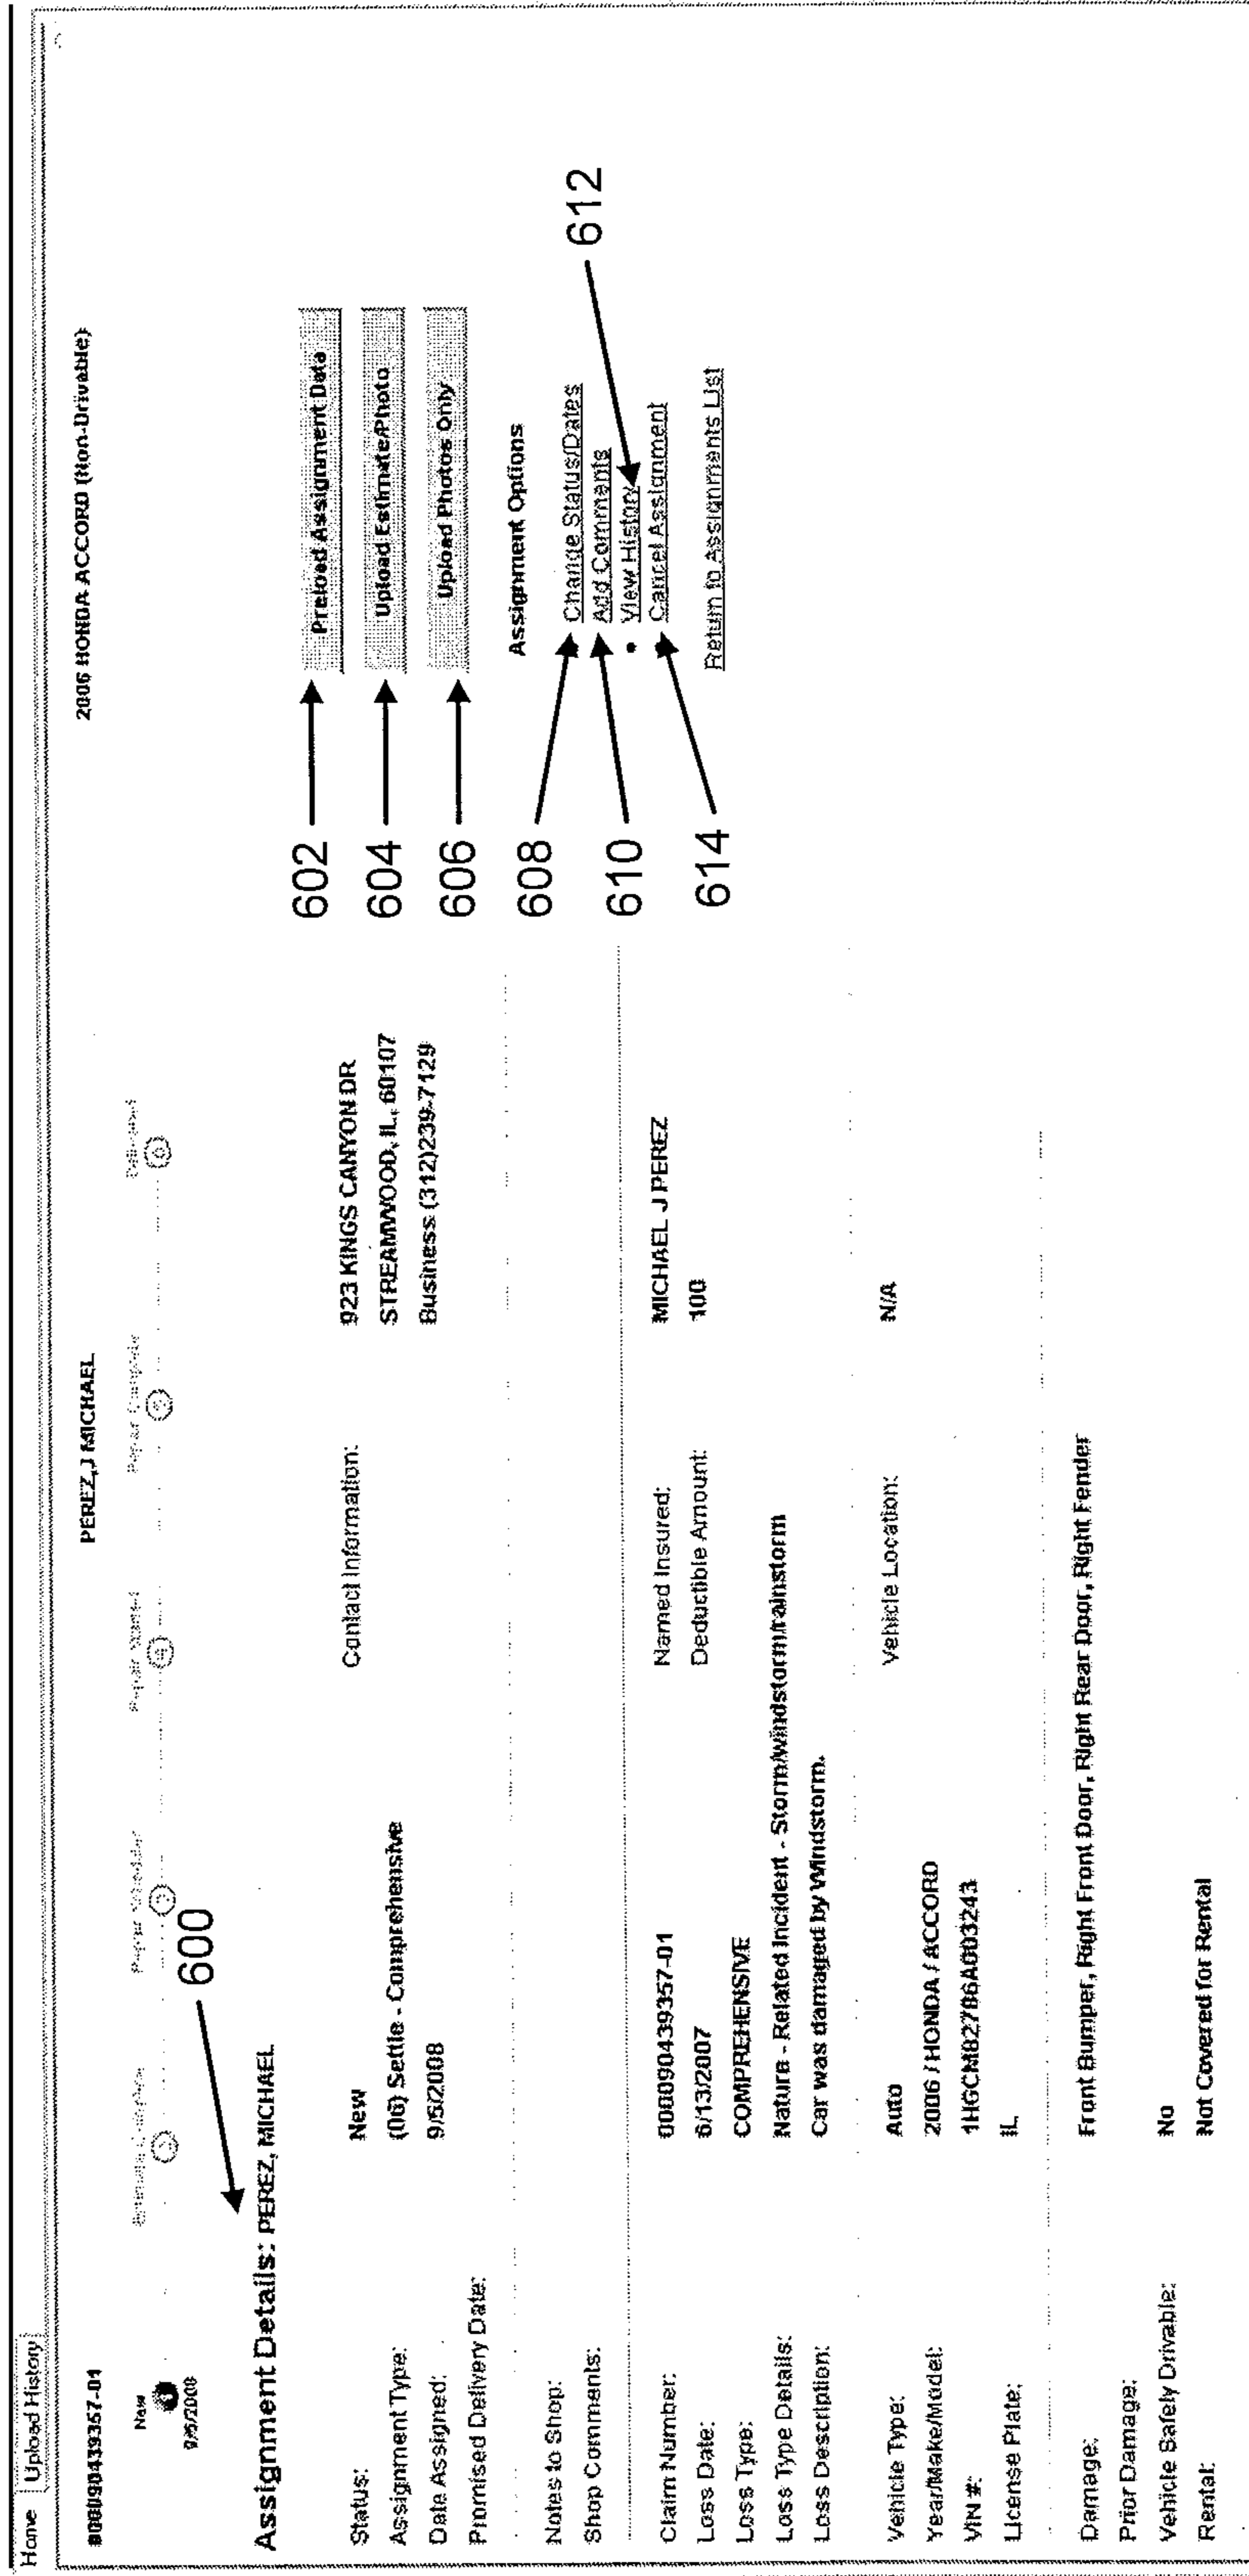 Home Upload History
000090439357-01 PEREZ,J MICHAEL 2006 HONDA ACCORD (Non-Drivable)
New Repair Started Repair Complete
9/5/2008
600
Assignment Details: PEREZ, MICHAEL
Status: New Contact Information: 923 KINGS CANYON DR
Assignment Type: (06) Settle - Comprehensive STREAMWOOD, IL, 60107
Date Assigned: 9/5/2008 Business (312)239-7129
Promised Delivery Date:
Notes to Shop:
Shop Comments:
Claim Number: 000090439357-01 Named Insured: MICHAEL J PEREZ
Loss Date: 6/13/2007 Deductible Amount: 100
Loss Type: COMPREHENSIVE
Loss Type Details: Nature - Related Incident - Storm/windstorm/rainstorm
Loss Description: Car was damaged by Windstorm.
Vehicle Type: Auto Vehicle Location: N/A
Year/Make/Model: 2006 / HONDA / ACCORD
VIN #: 1HGCM82786A003243
License Plate: IL
Damage: Front Bumper, Right Front Door, Right Rear Door, Right Fender
Prior Damage:
Vehicle Safely Drivable: No
Rental: Not Covered for Rental
602 Preload Assignment Data
604 Upload Estimate/Photo
606 Upload Photos Only
Assignment Options
608 Change Status/Dates
610 Add Comments
View History 612
614 Cancel Assignment
Return to Assignments List